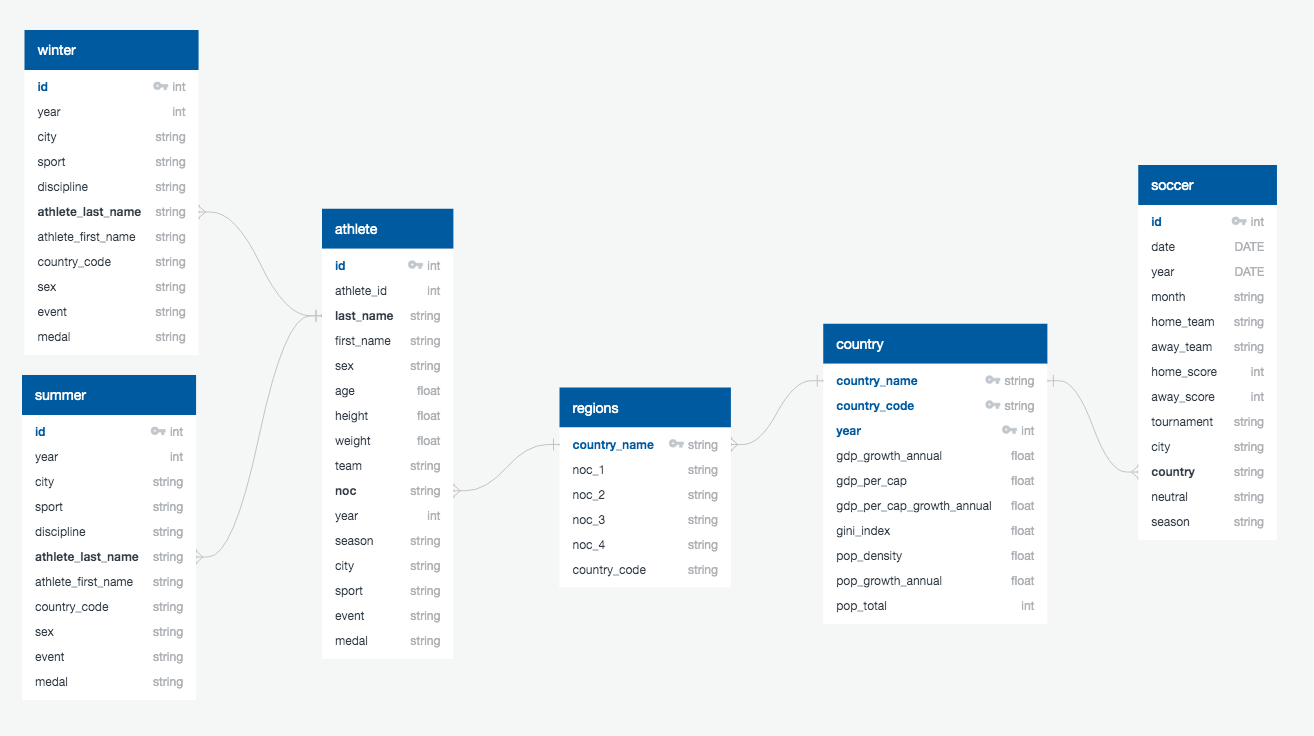 winter
id int
year int
city string
sport string
discipline string
athlete_last_name string
athlete_first_name string
country_code string
sex string
event string
medal string
summer
id int
year int
city string
sport string
discipline string
athlete_last_name string
athlete_first_name string
country_code string
sex string
event string
medal string
athlete
id int
athlete_id int
last_name string
first_name string
sex string
age float
height float
weight float
team string
noc string
year int
season string
city string
sport string
event string
medal string
regions
country_name string
noc_1 string
noc_2 string
noc_3 string
noc_4 string
country_code string
country
country_name string
country_code string
year int
gdp_growth_annual float
gdp_per_cap float
gdp_per_cap_growth_annual float
gini_index float
pop_density float
pop_growth_annual float
pop_total int
soccer
id int
date DATE
year DATE
month string
home_team string
away_team string
home_score int
away_score int
tournament string
city string
country string
neutral string
season string